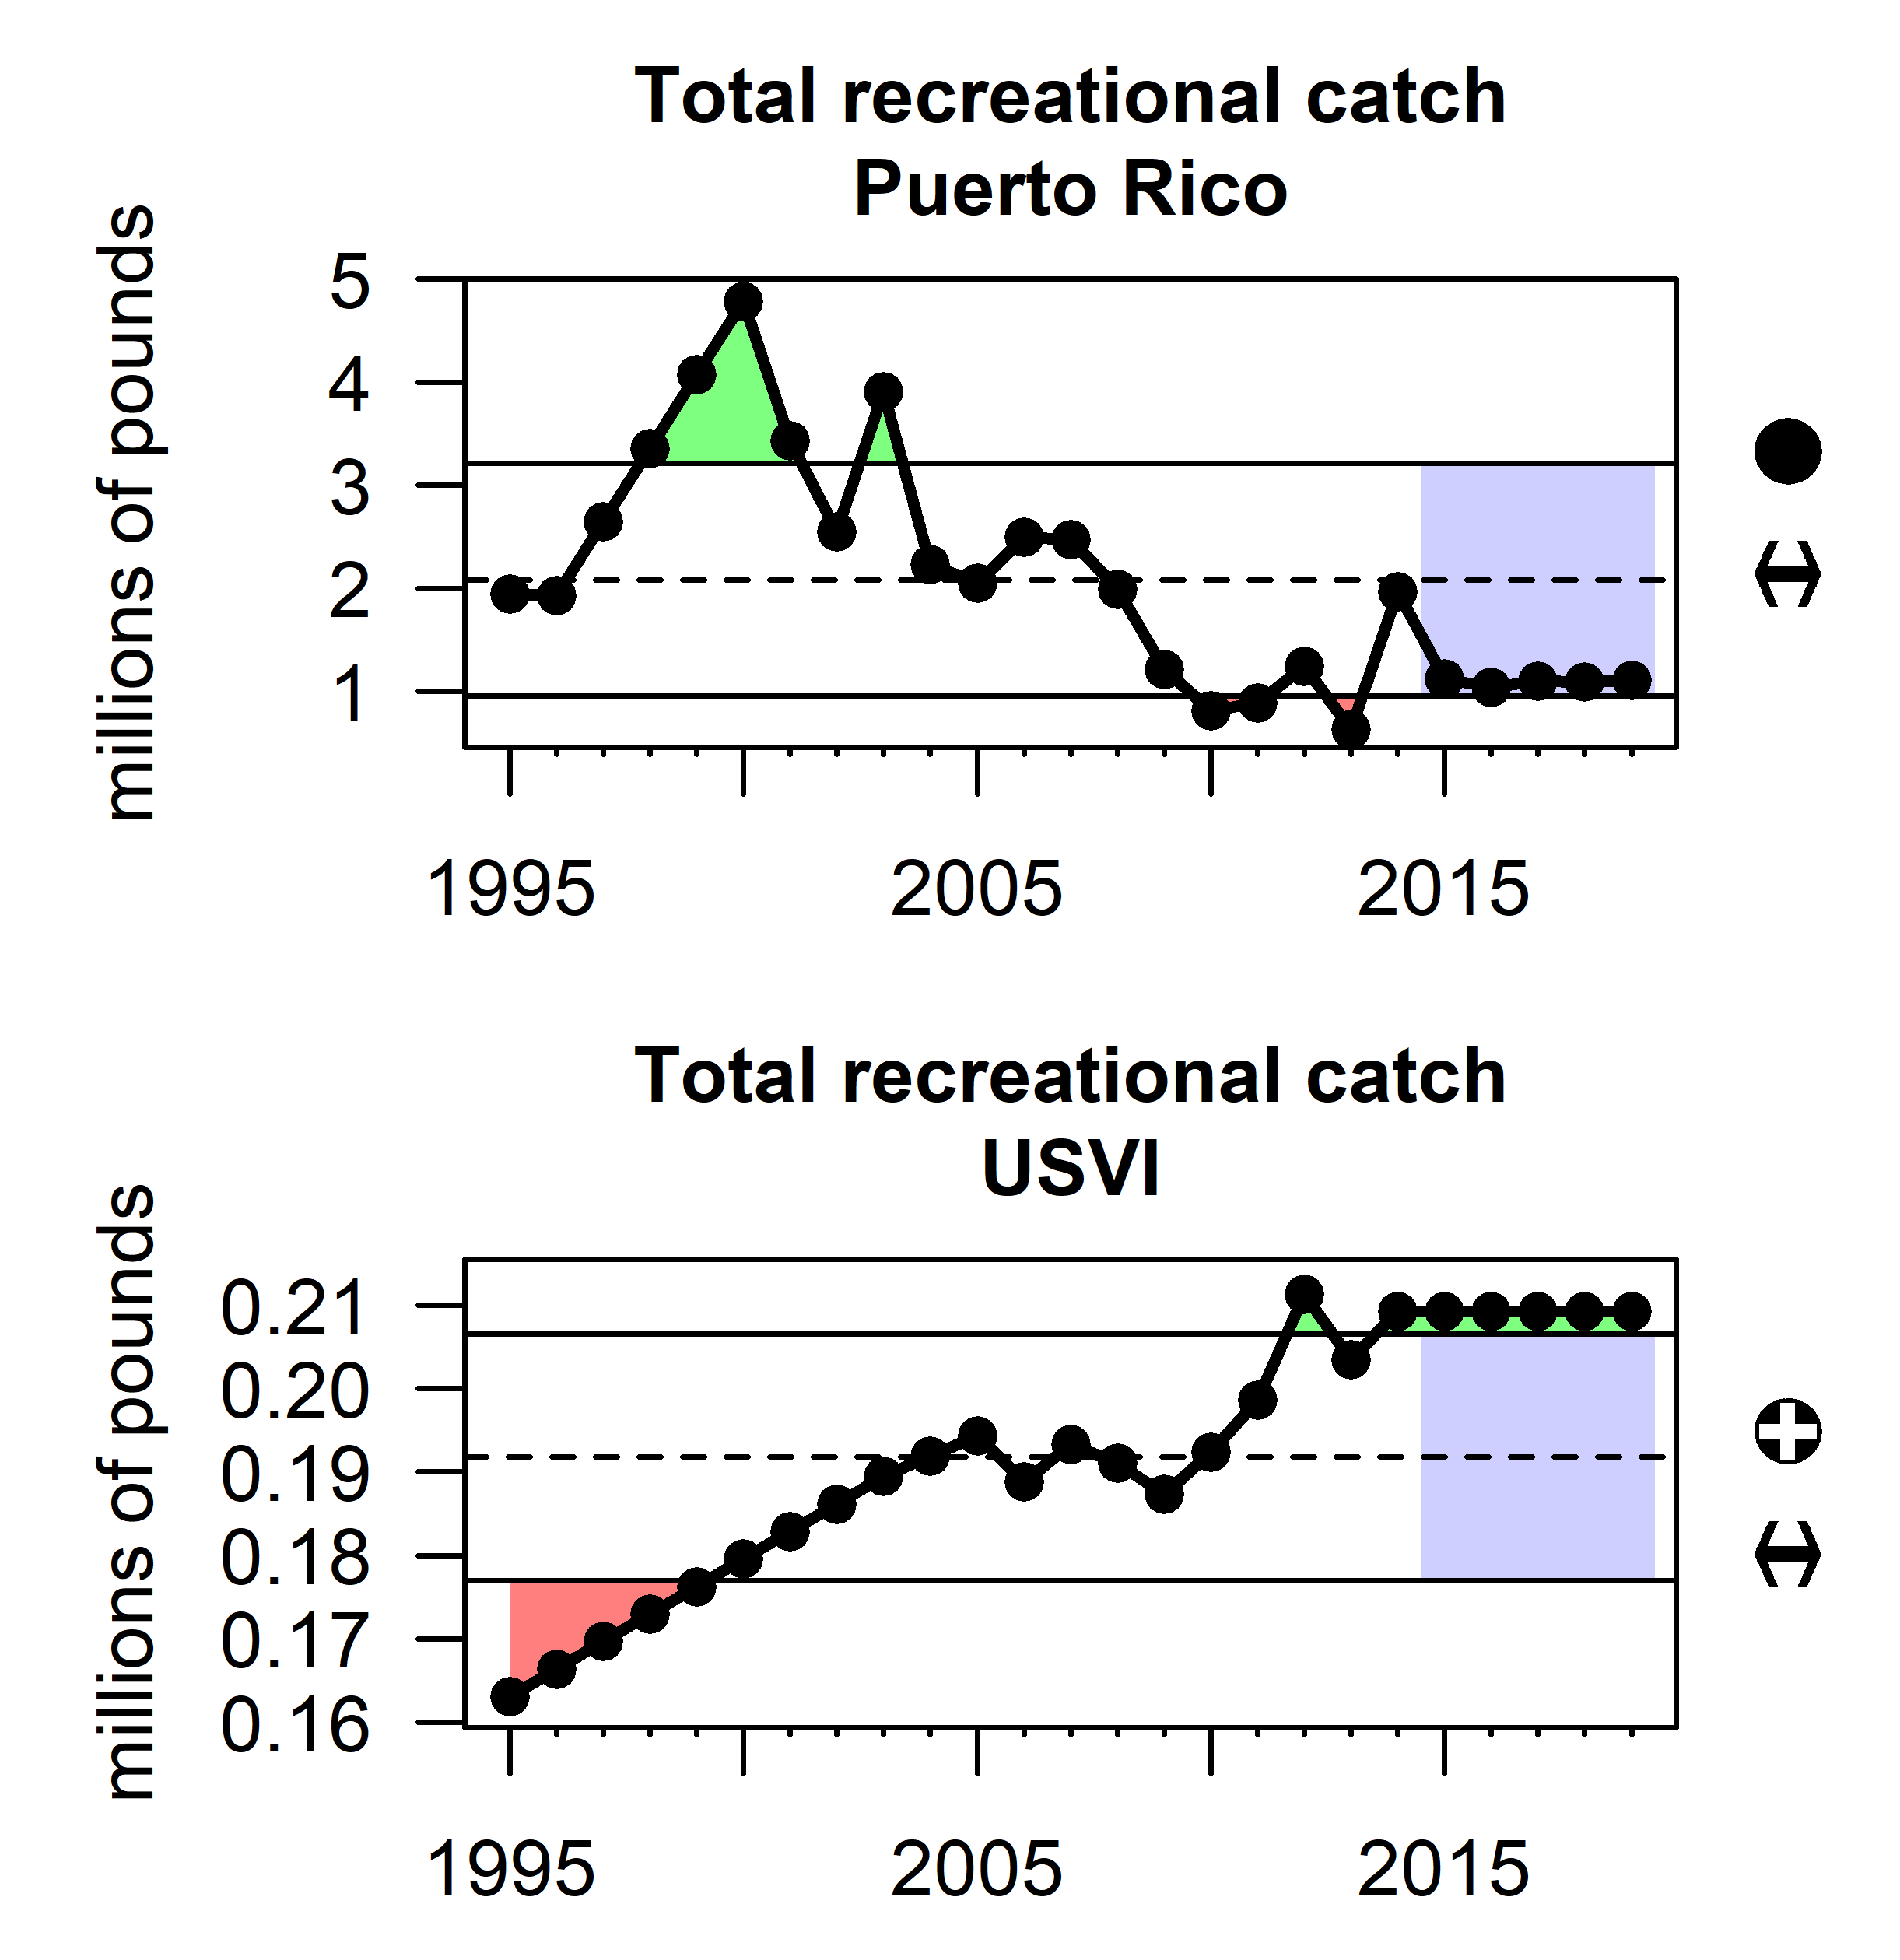 Total recreational catch
Puerto Rico
millions of pounds
5
4
3
2
1
1995
2005
2015
Total recreational catch
USVI
millions of pounds
0.21
0.20
0.19
0.18
0.17
0.16
1995
2005
2015